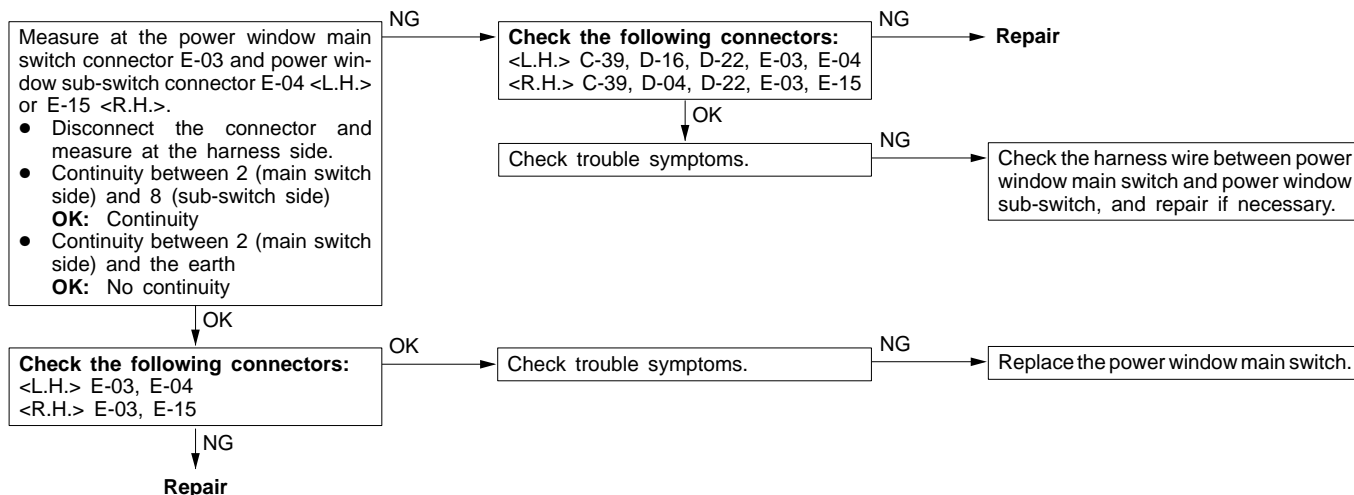 Measure at the power window main
switch connector E-03 and power win-
dow sub-switch connector E-04 <L.H.>
or E-15 <R.H.>.
● Disconnect the connector and
measure at the harness side.
● Continuity between 2 (main switch
side) and 8 (sub-switch side)
OK: Continuity
● Continuity between 2 (main switch
side) and the earth
OK: No continuity
NG
Check the following connectors:
<L.H.> C-39, D-16, D-22, E-03, E-04
<R.H.> C-39, D-04, D-22, E-03, E-15
NG
Repair
OK
Check trouble symptoms.
NG
Check the harness wire between power
window main switch and power window
sub-switch, and repair if necessary.
OK
Check the following connectors:
<L.H.> E-03, E-04
<R.H.> E-03, E-15
OK
Check trouble symptoms.
NG
Replace the power window main switch.
NG
Repair